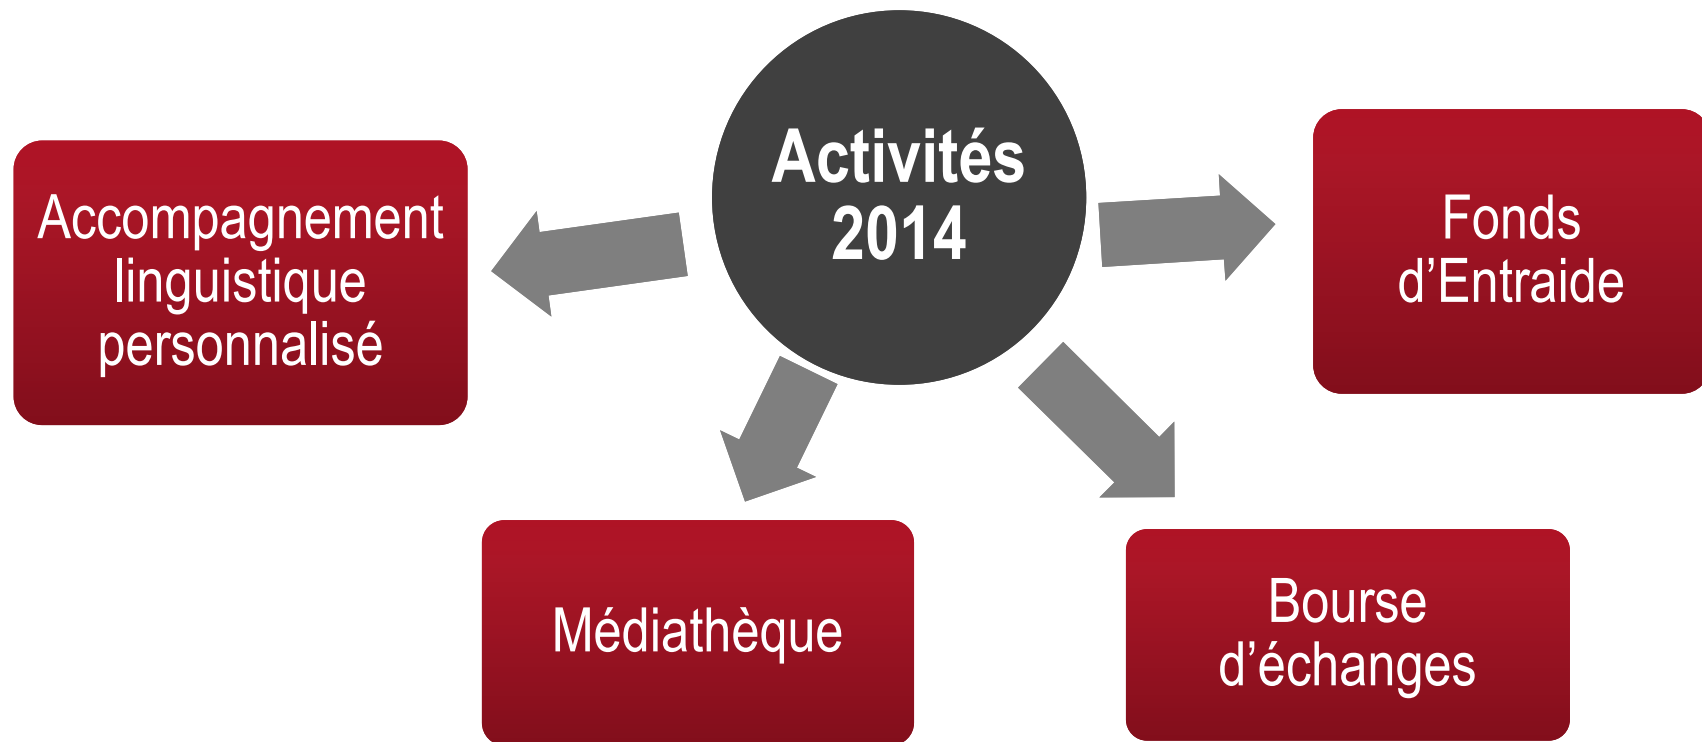 Activités
2014
Accompagnement
linguistique
personnalisé
Fonds
d’Entraide
Médiathèque
Bourse
d’échanges